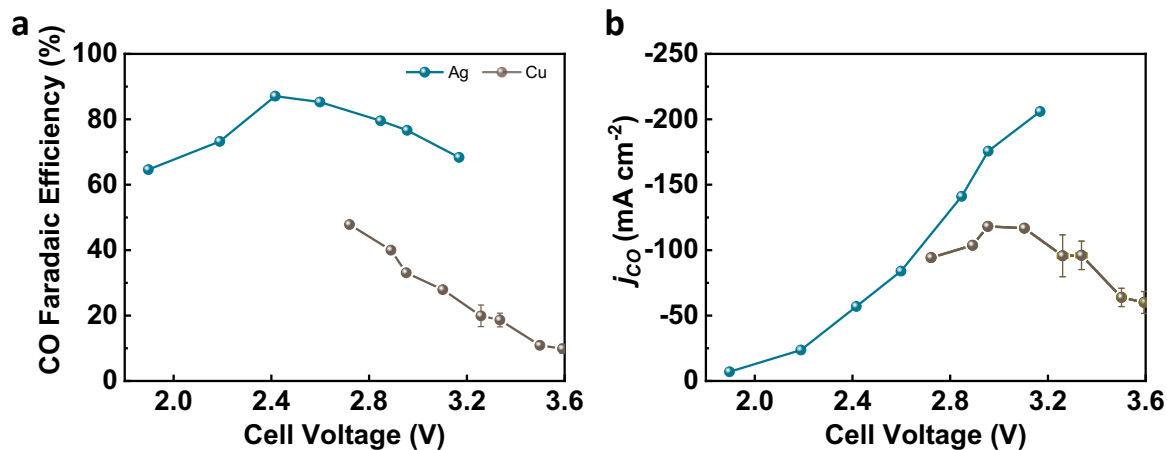 a
CO Faradaic Efficiency (%)
100
80
60
40
20
0
Ag
Cu
2.0 2.4 2.8 3.2 3.6
Cell Voltage (V)
b
jCO (mA cm-2)
-250
-200
-150
-100
-50
0
2.0 2.4 2.8 3.2 3.6
Cell Voltage (V)